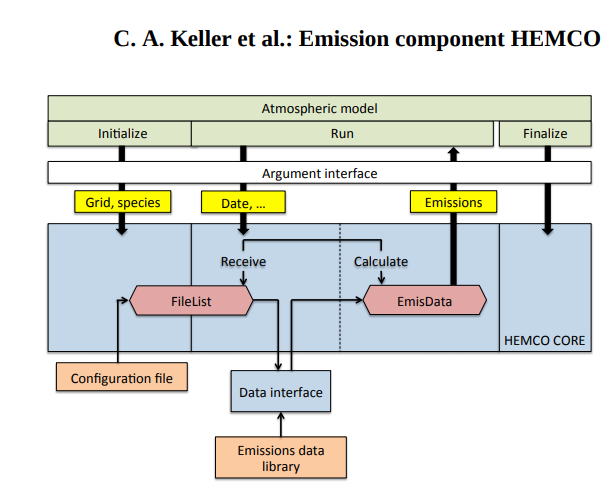 C. A. Keller et al.: Emission component HEMCO
Atmospheric model
Initialize
Run
Finalize
Argument interface
Grid, species
Date, ...
Emissions
Receive
Calculate
FileList
EmisData
HEMCO CORE
Configuration file
Data interface
Emissions data
library